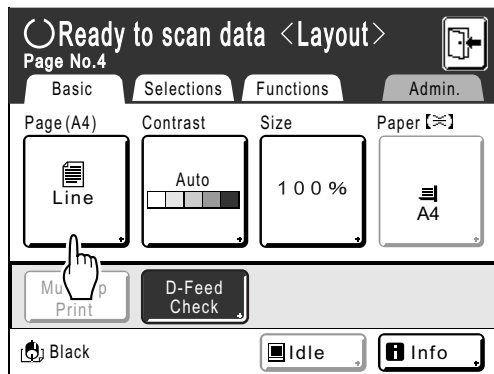 Ready to scan data <Layout>
Page No.4
Basic Selections Functions Admin.
Page(A4) Contrast Size Paper【※】
Line Auto 100% A4
D-Feed
Print Check
Black Idle Info